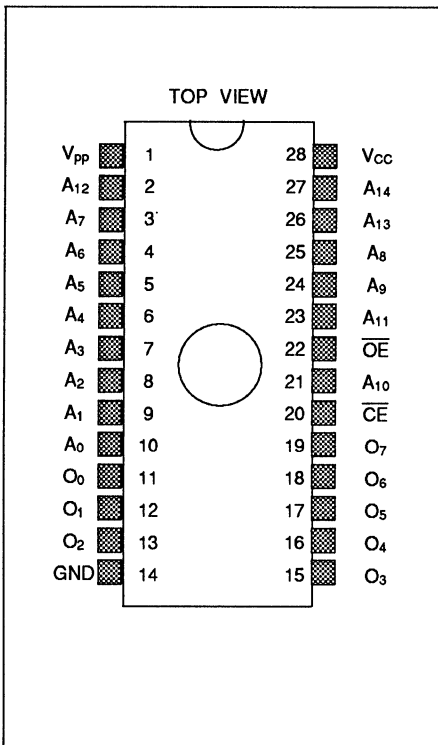 TOP VIEW
Vpp 1 28 Vcc
A12 2 27 A14
A7 3 26 A13
A6 4 25 A8
A5 5 24 A9
A4 6 23 A11
A3 7 22 O̅E̅
A2 8 21 A10
A1 9 20 C̅E̅
A0 10 19 O7
O0 11 18 O6
O1 12 17 O5
O2 13 16 O4
GND 14 15 O3